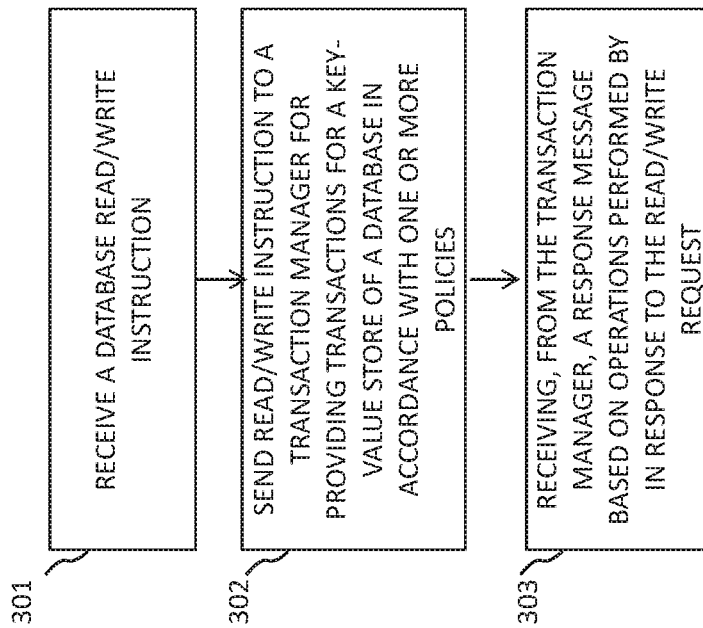 301
RECEIVE A DATABASE READ/WRITE
INSTRUCTION
302
SEND READ/WRITE INSTRUCTION TO A
TRANSACTION MANAGER FOR
PROVIDING TRANSACTIONS FOR A KEY-
VALUE STORE OF A DATABASE IN
ACCORDANCE WITH ONE OR MORE
POLICIES
303
RECEIVING, FROM THE TRANSACTION
MANAGER, A RESPONSE MESSAGE
BASED ON OPERATIONS PERFORMED BY
IN RESPONSE TO THE READ/WRITE
REQUEST